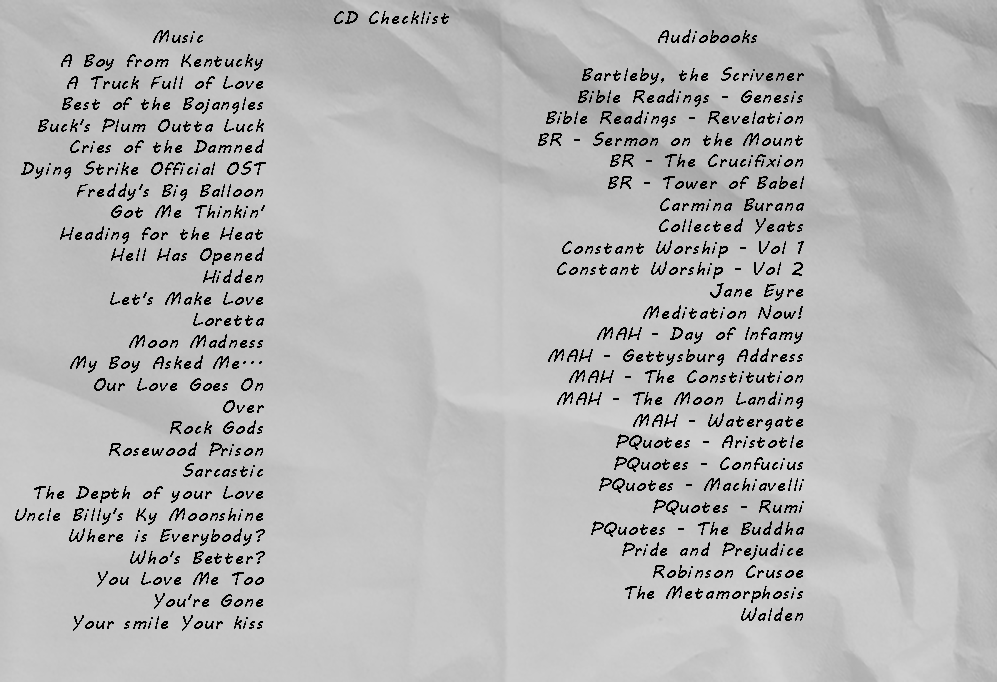 CD Checklist
Music
A Boy from Kentucky
A Truck Full of Love
Best of the Bojangles
Buck's Plum Outta Luck
Cries of the Damned
Dying Strike Official OST
Freddy's Big Balloon
Got Me Thinkin'
Heading for the Heat
Hell Has Opened
Hidden
Let's Make Love
Loretta
Moon Madness
My Boy Asked Me...
Our Love Goes On
Over
Rock Gods
Rosewood Prison
Sarcastic
The Depth of your Love
Uncle Billy's Ky Moonshine
Where is Everybody?
Who's Better?
You Love Me Too
You're Gone
Your smile Your kiss
Audiobooks
Bartleby, the Scrivener
Bible Readings - Genesis
Bible Readings - Revelation
BR - Sermon on the Mount
BR - The Crucifixion
BR - Tower of Babel
Carmina Burana
Collected Yeats
Constant Worship - Vol 1
Constant Worship - Vol 2
Jane Eyre
Meditation Now!
MAH - Day of Infamy
MAH - Gettysburg Address
MAH - The Constitution
MAH - The Moon Landing
MAH - Watergate
PQuotes - Aristotle
PQuotes - Confucius
PQuotes - Machiavelli
PQuotes - Rumi
PQuotes - The Buddha
Pride and Prejudice
Robinson Crusoe
The Metamorphosis
Walden